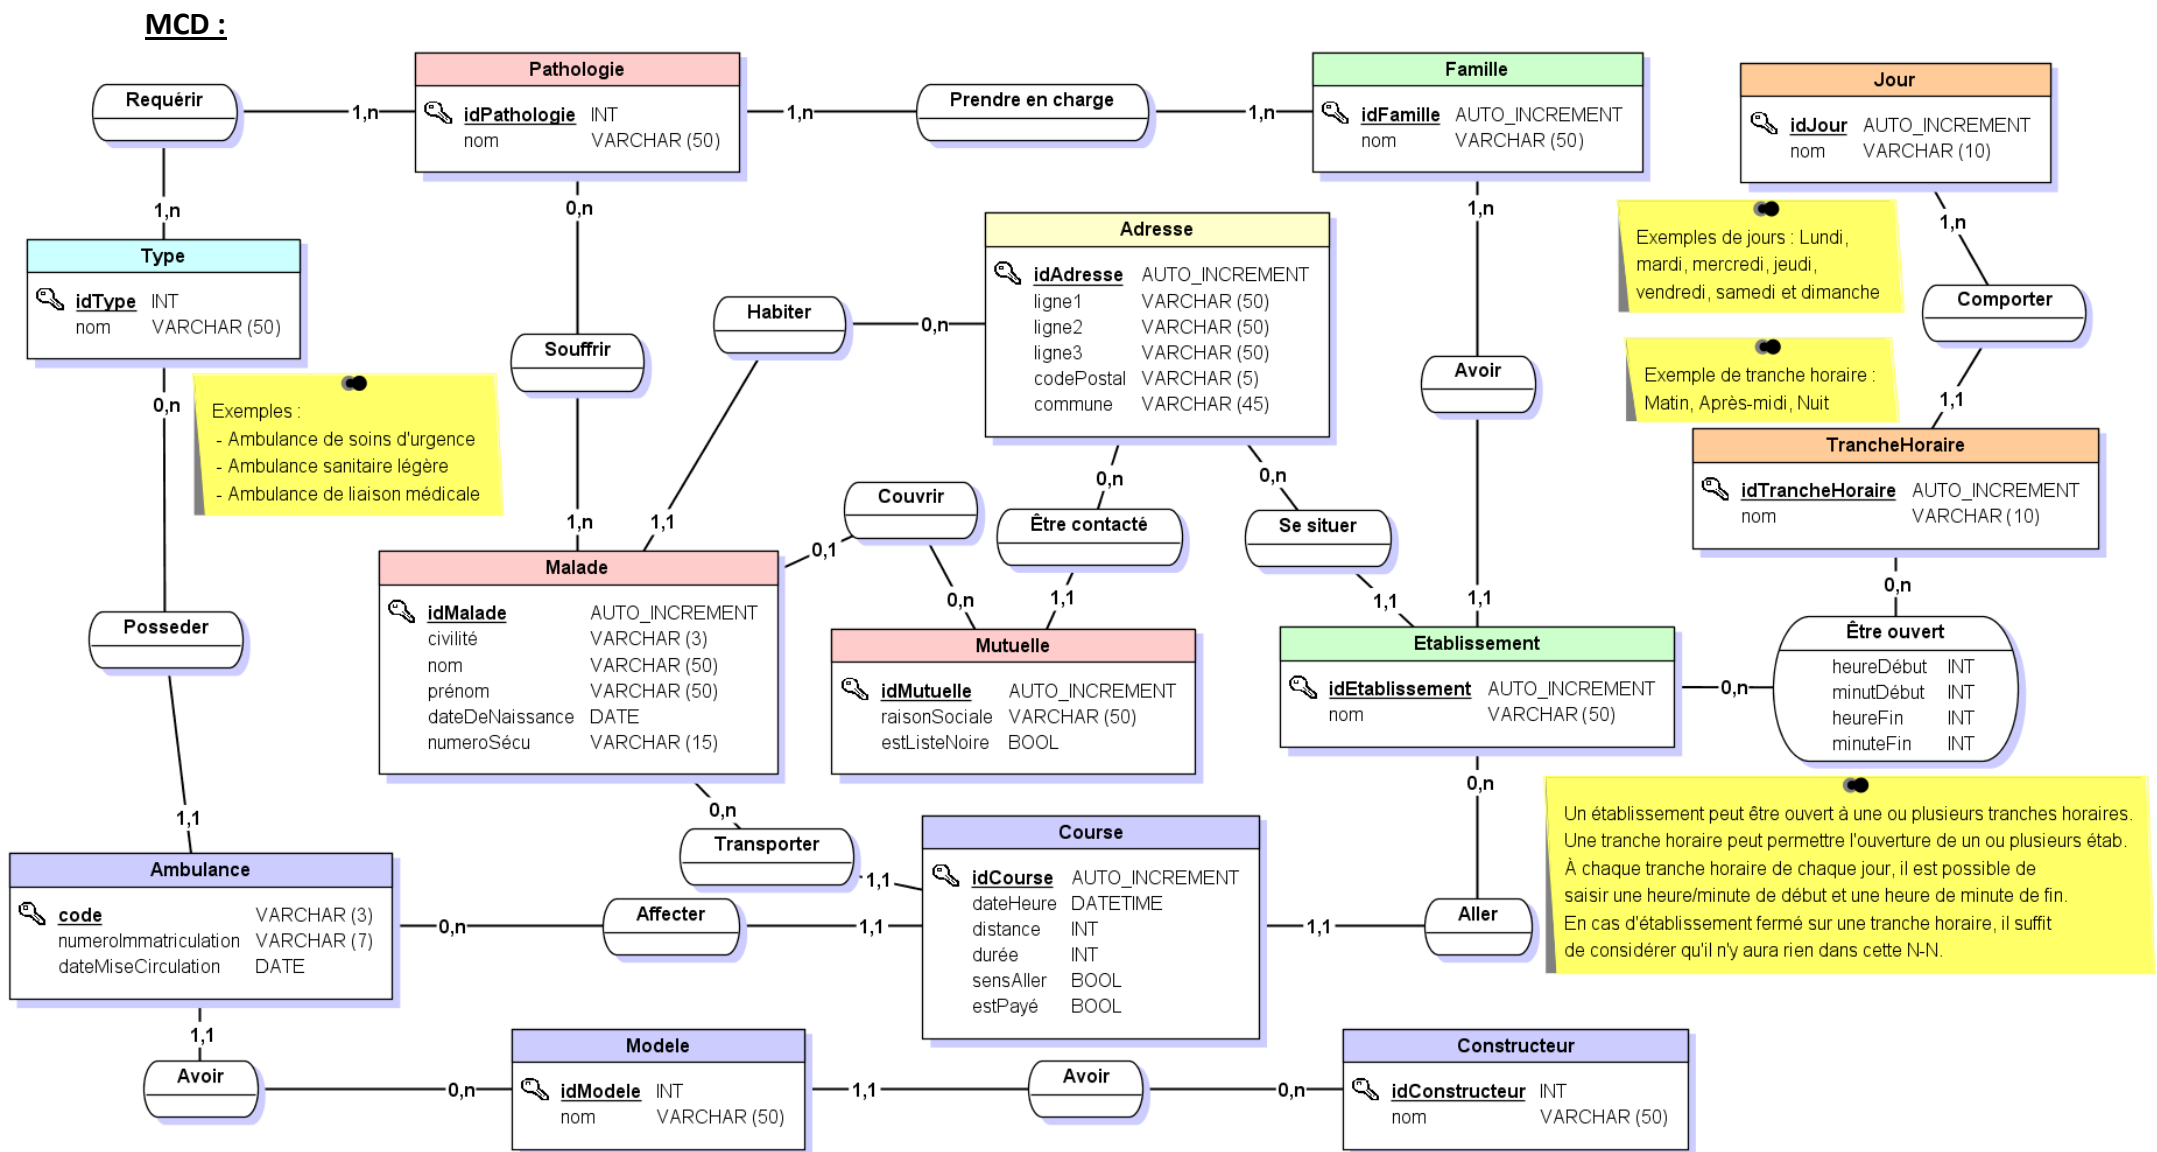 MCD :
Pathologie
idPathologie INT
nom VARCHAR (50)
Famille
idFamille AUTO_INCREMENT
nom VARCHAR (50)
Jour
idJour AUTO_INCREMENT
nom VARCHAR (10)
Requérir
1,n
1,n
Prendre en charge
1,n
1,n
1,n
Type
idType INT
nom VARCHAR (50)
0,n
Souffrir
1,n
Adresse
idAdresse AUTO_INCREMENT
ligne1 VARCHAR (50)
ligne2 VARCHAR (50)
ligne3 VARCHAR (50)
codePostal VARCHAR (5)
commune VARCHAR (45)
Habiter
0,n
1,1
1,n
Avoir
1,1
Exemples de jours : Lundi,
mardi, mercredi, jeudi,
vendredi, samedi et dimanche
1,n
Comporter
1,1
Exemple de tranche horaire :
Matin, Après-midi, Nuit
TrancheHoraire
idTrancheHoraire AUTO_INCREMENT
nom VARCHAR (10)
0,n
Exemples :
- Ambulance de soins d'urgence
- Ambulance sanitaire légère
- Ambulance de liaison médicale
Couvrir
0,1
0,n
0,n
Être contacté
1,1
0,n
Se situer
1,1
Malade
idMalade AUTO_INCREMENT
civilité VARCHAR (3)
nom VARCHAR (50)
prénom VARCHAR (50)
dateDeNaissance DATE
numeroSécu VARCHAR (15)
Mutuelle
idMutuelle AUTO_INCREMENT
raisonSociale VARCHAR (50)
estListeNoire BOOL
Etablissement
idEtablissement AUTO_INCREMENT
nom VARCHAR (50)
0,n
0,n
Être ouvert
heureDébut INT
minutDébut INT
heureFin INT
minuteFin INT
Posseder
1,1
0,n
Transporter
1,1
Course
idCourse AUTO_INCREMENT
dateHeure DATETIME
distance INT
durée INT
sensAller BOOL
estPayé BOOL
0,n
Aller
1,1
Un établissement peut être ouvert à une ou plusieurs tranches horaires.
Une tranche horaire peut permettre l'ouverture de un ou plusieurs étab.
À chaque tranche horaire de chaque jour, il est possible de
saisir une heure/minute de début et une heure de minute de fin.
En cas d'établissement fermé sur une tranche horaire, il suffit
de considérer qu'il n'y aura rien dans cette N-N.
Ambulance
code VARCHAR (3)
numeroImmatriculation VARCHAR (7)
dateMiseCirculation DATE
0,n
Affecter
1,1
1,1
Avoir
0,n
Modele
idModele INT
nom VARCHAR (50)
1,1
Avoir
0,n
Constructeur
idConstructeur INT
nom VARCHAR (50)